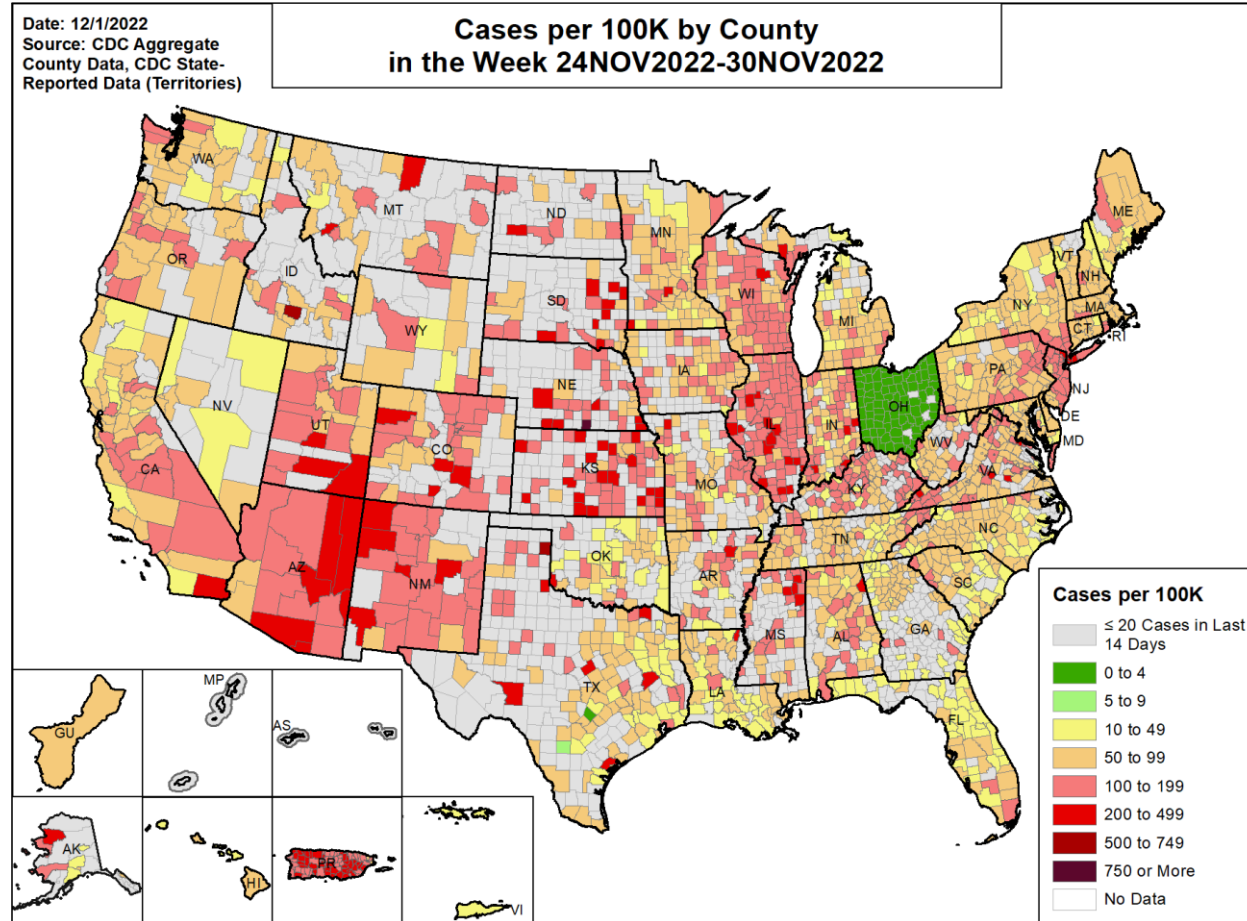 Date: 12/1/2022
Source: CDC Aggregate
County Data, CDC State-
Reported Data (Territories)
Cases per 100K by County
in the Week 24NOV2022-30NOV2022
WA
MT
ND
MN
ME
OR
ID
SD
WI
VT
NH
NY
MA
WY
MI
CT
RI
IA
PA
NV
NE
NJ
OH
UT
IL
IN
DE
CO
WV
MD
CA
KS
MO
VA
KY
NC
TN
AZ
OK
NM
AR
SC
MS
AL
GA
TX
LA
FL
GU
MP
AS
AK
HI
PR
VI
Cases per 100K
≤ 20 Cases in Last
14 Days
0 to 4
5 to 9
10 to 49
50 to 99
100 to 199
200 to 499
500 to 749
750 or More
No Data